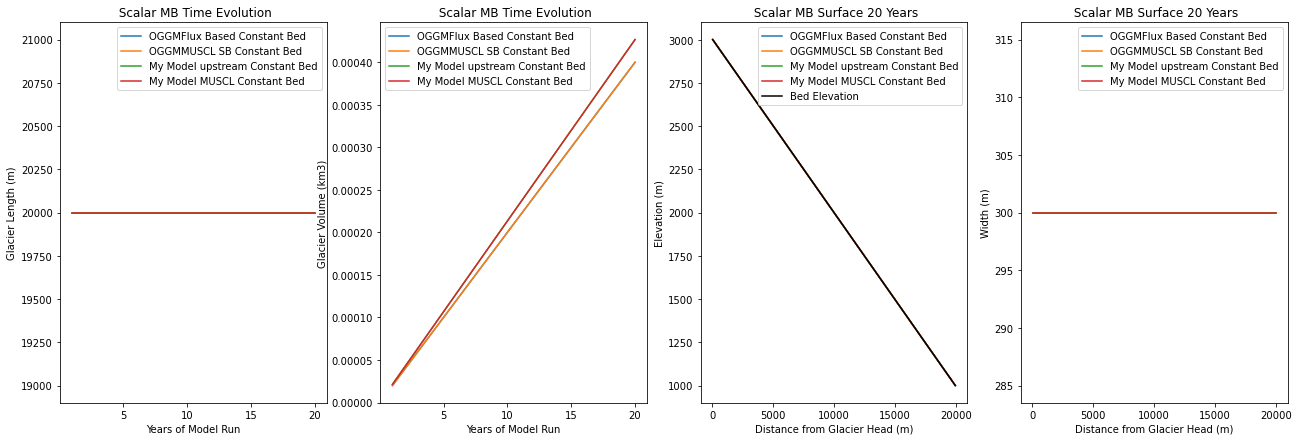 Scalar MB Time Evolution
OGGMFlux Based Constant Bed
OGGMMUSCL SB Constant Bed
My Model upstream Constant Bed
My Model MUSCL Constant Bed
21000
20750
20500
20250
20000
19750
19500
19250
19000
Glacier Length (m)
5
10
15
20
Years of Model Run
Scalar MB Time Evolution
OGGMFlux Based Constant Bed
OGGMMUSCL SB Constant Bed
My Model upstream Constant Bed
My Model MUSCL Constant Bed
0.00040
0.00035
0.00030
0.00025
0.00020
0.00015
0.00010
0.00005
0.00000
Glacier Volume (km3)
5
10
15
20
Years of Model Run
Scalar MB Surface 20 Years
OGGMFlux Based Constant Bed
OGGMMUSCL SB Constant Bed
My Model upstream Constant Bed
My Model MUSCL Constant Bed
Bed Elevation
3000
2750
2500
2250
2000
1750
1500
1250
1000
Elevation (m)
0
5000
10000
15000
20000
Distance from Glacier Head (m)
Scalar MB Surface 20 Years
OGGMFlux Based Constant Bed
OGGMMUSCL SB Constant Bed
My Model upstream Constant Bed
My Model MUSCL Constant Bed
315
310
305
300
295
290
285
Width (m)
0
5000
10000
15000
20000
Distance from Glacier Head (m)